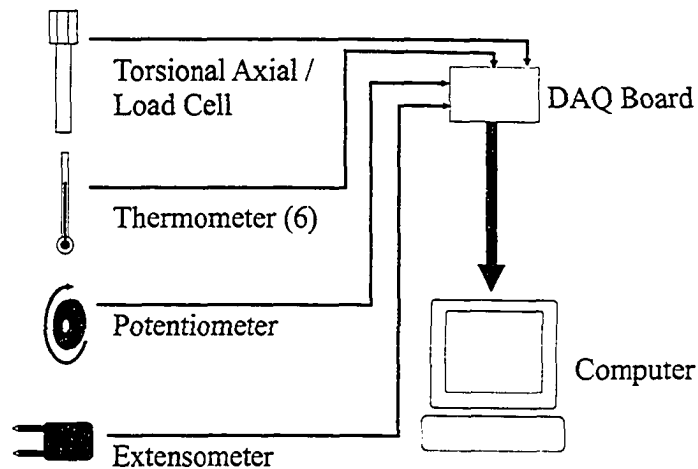 Torsional Axial /
Load Cell
DAQ Board
Thermometer (6)
Potentiometer
Computer
Extensometer